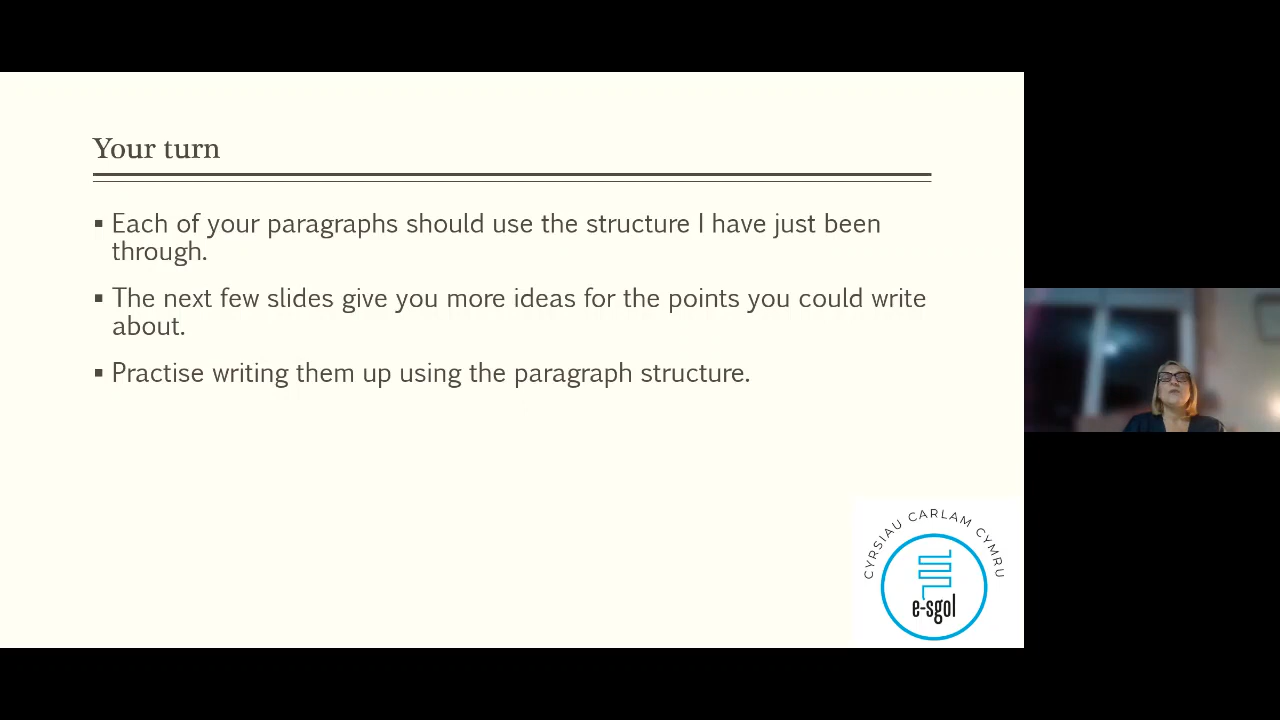 Your turn
▪ Each of your paragraphs should use the structure I have just been
through.
▪ The next few slides give you more ideas for the points you could write
about.
▪ Practise writing them up using the paragraph structure.
CYRSIAU CARLAM CYMRU
e-sgol